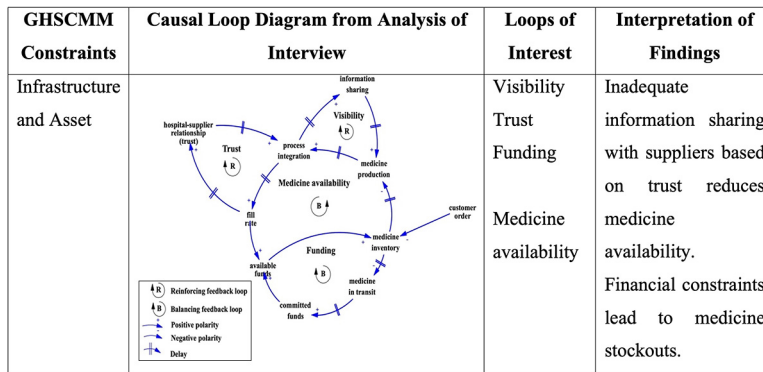 GHSCMM
Constraints
Causal Loop Diagram from Analysis of
Interview
Loops of
Interest
Interpretation of
Findings
Infrastructure
and Asset
information
sharing
Visibility
R
hospital-supplier
relationship
(trust)
Trust
R
process
integration
medicine
production
Medicine availability
B
fill
rate
customer
order
medicine
inventory
Funding
B
available
funds
medicine
in transit
committed
funds
R Reinforcing feedback loop
B Balancing feedback loop
Positive polarity
Negative polarity
Delay
Visibility
Trust
Funding
Medicine
availability
Inadequate
information sharing
with suppliers based
on trust reduces
medicine
availability.
Financial constraints
lead to medicine
stockouts.